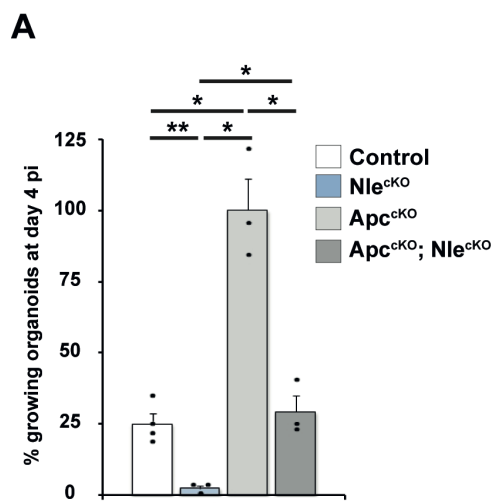 A
*
* *
** *
% growing organoids at day 4 pi
125
100
75
50
25
0
Control
Nle^cKO
Apc^cKO
Apc^cKO; Nle^cKO